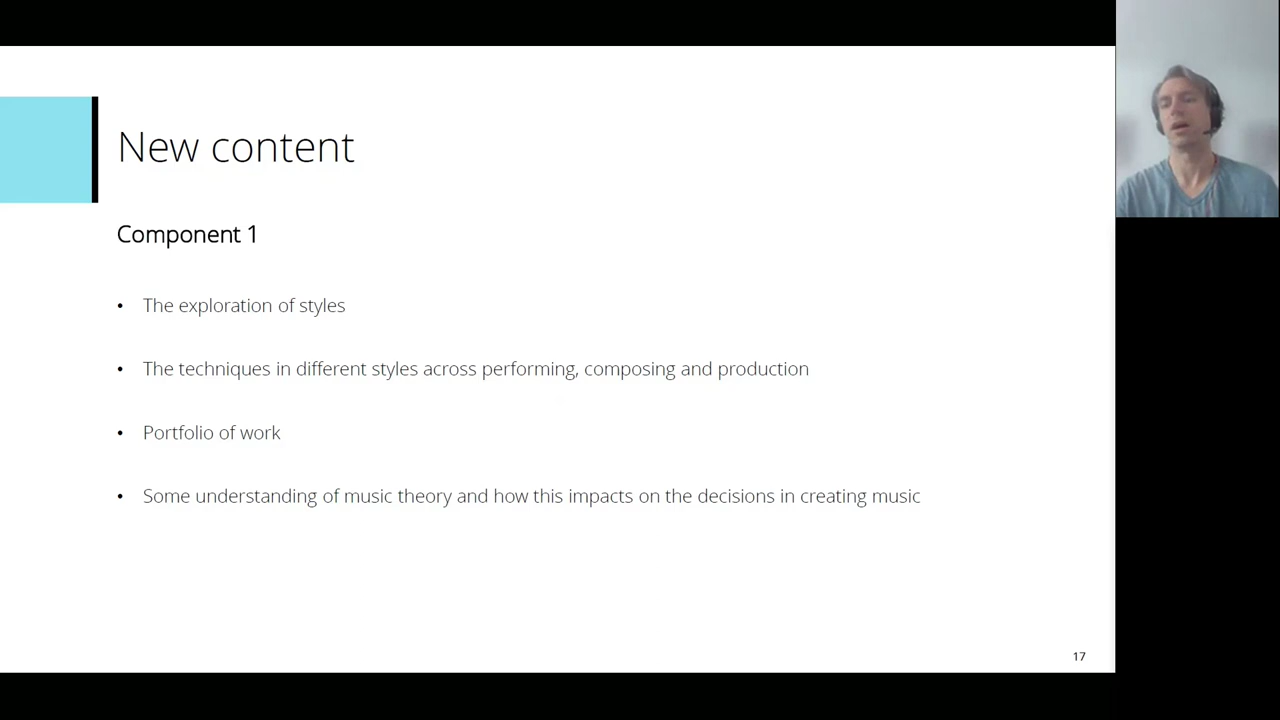 New content
Component 1
• The exploration of styles
• The techniques in different styles across performing, composing and production
• Portfolio of work
• Some understanding of music theory and how this impacts on the decisions in creating music
17